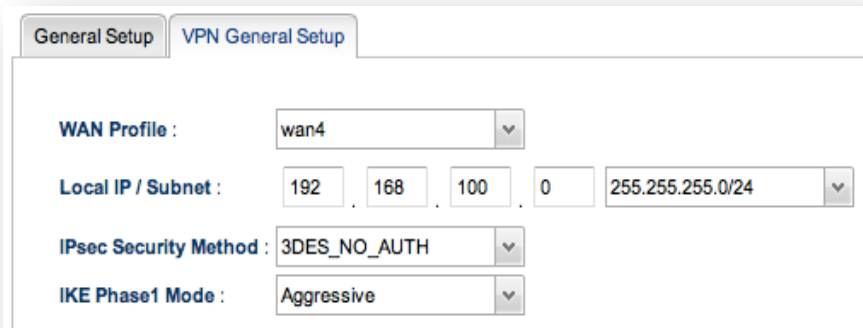 General Setup VPN General Setup
WAN Profile : wan4
Local IP / Subnet : 192 . 168 . 100 . 0 255.255.255.0/24
IPsec Security Method : 3DES_NO_AUTH
IKE Phase1 Mode : Aggressive